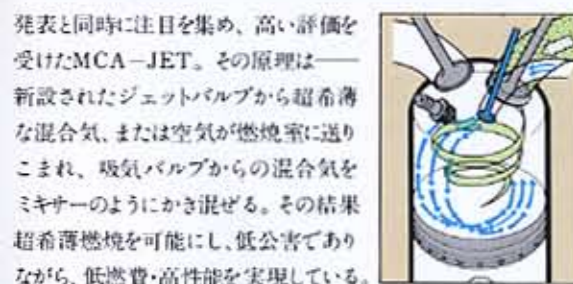 発表と同時に注目を集め、高い評価を
受けたMCA−JET。その原理は――
新設されたジェットバルブから超希薄
な混合気、または空気が燃焼室に送り
こまれ、吸気バルブからの混合気を
ミキサーのようにかき混ぜる。その結果
超希薄燃焼を可能にし、低公害であり
ながら、低燃費・高性能を実現している。